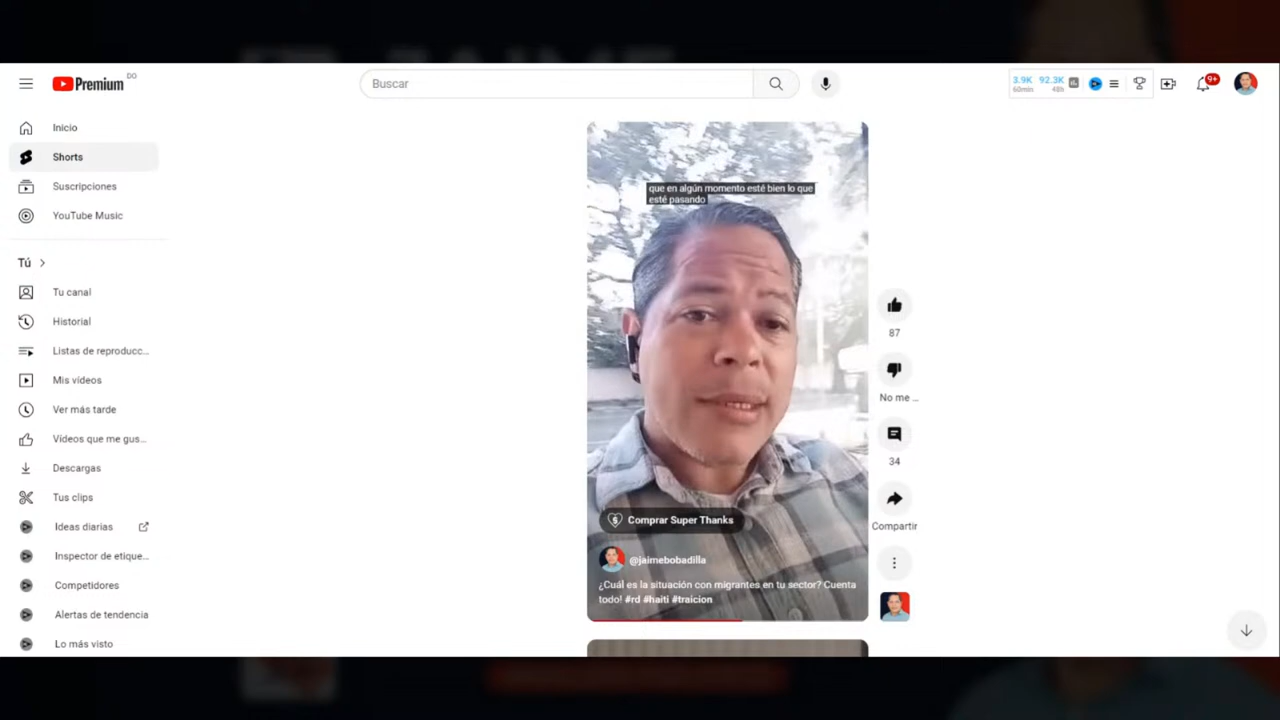 Premium DO
Buscar
3.9K 92.3K
60min 48h
9+
Inicio
Shorts
Suscripciones
YouTube Music
Tú
Tu canal
Historial
Listas de reproducc...
Mis vídeos
Ver más tarde
Vídeos que me gus...
Descargas
Tus clips
Ideas diarias
Inspector de etique...
Competidores
Alertas de tendencia
Lo más visto
que en algún momento esté bien lo que
esté pasando
Comprar Super Thanks
@jaimebobadilla
¿Cuál es la situación con migrantes en tu sector? Cuenta
todo! #rd #haiti #traicion
87
No me ...
34
Compartir